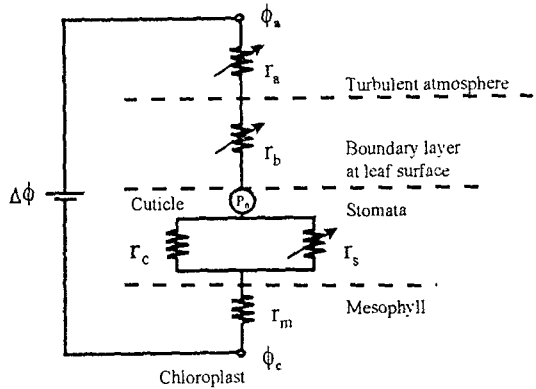 ϕa
ra
Turbulent atmosphere
rb
Boundary layer
at leaf surface
Δϕ
Cuticle
Pn
Stomata
rc
rs
rm
Mesophyll
ϕc
Chloroplast